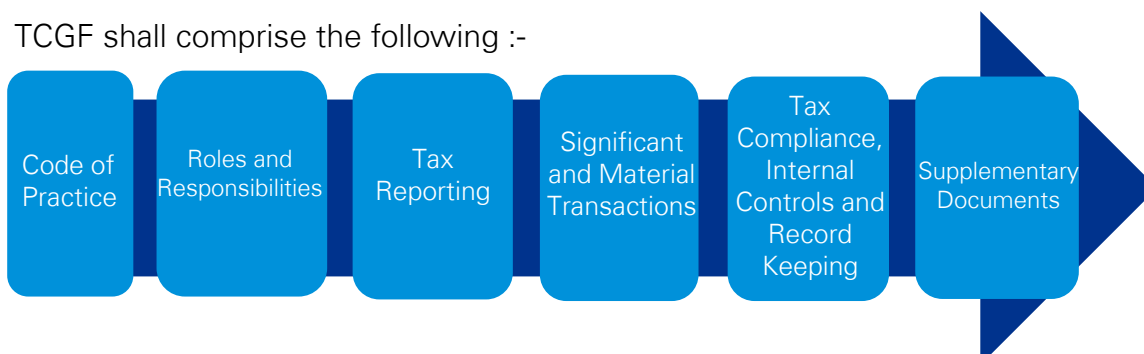 TCGF shall comprise the following :-
Code of
Practice
Roles and
Responsibilities
Tax
Reporting
Significant
and Material
Transactions
Tax
Compliance,
Internal
Controls and
Record
Keeping
Supplementary
Documents